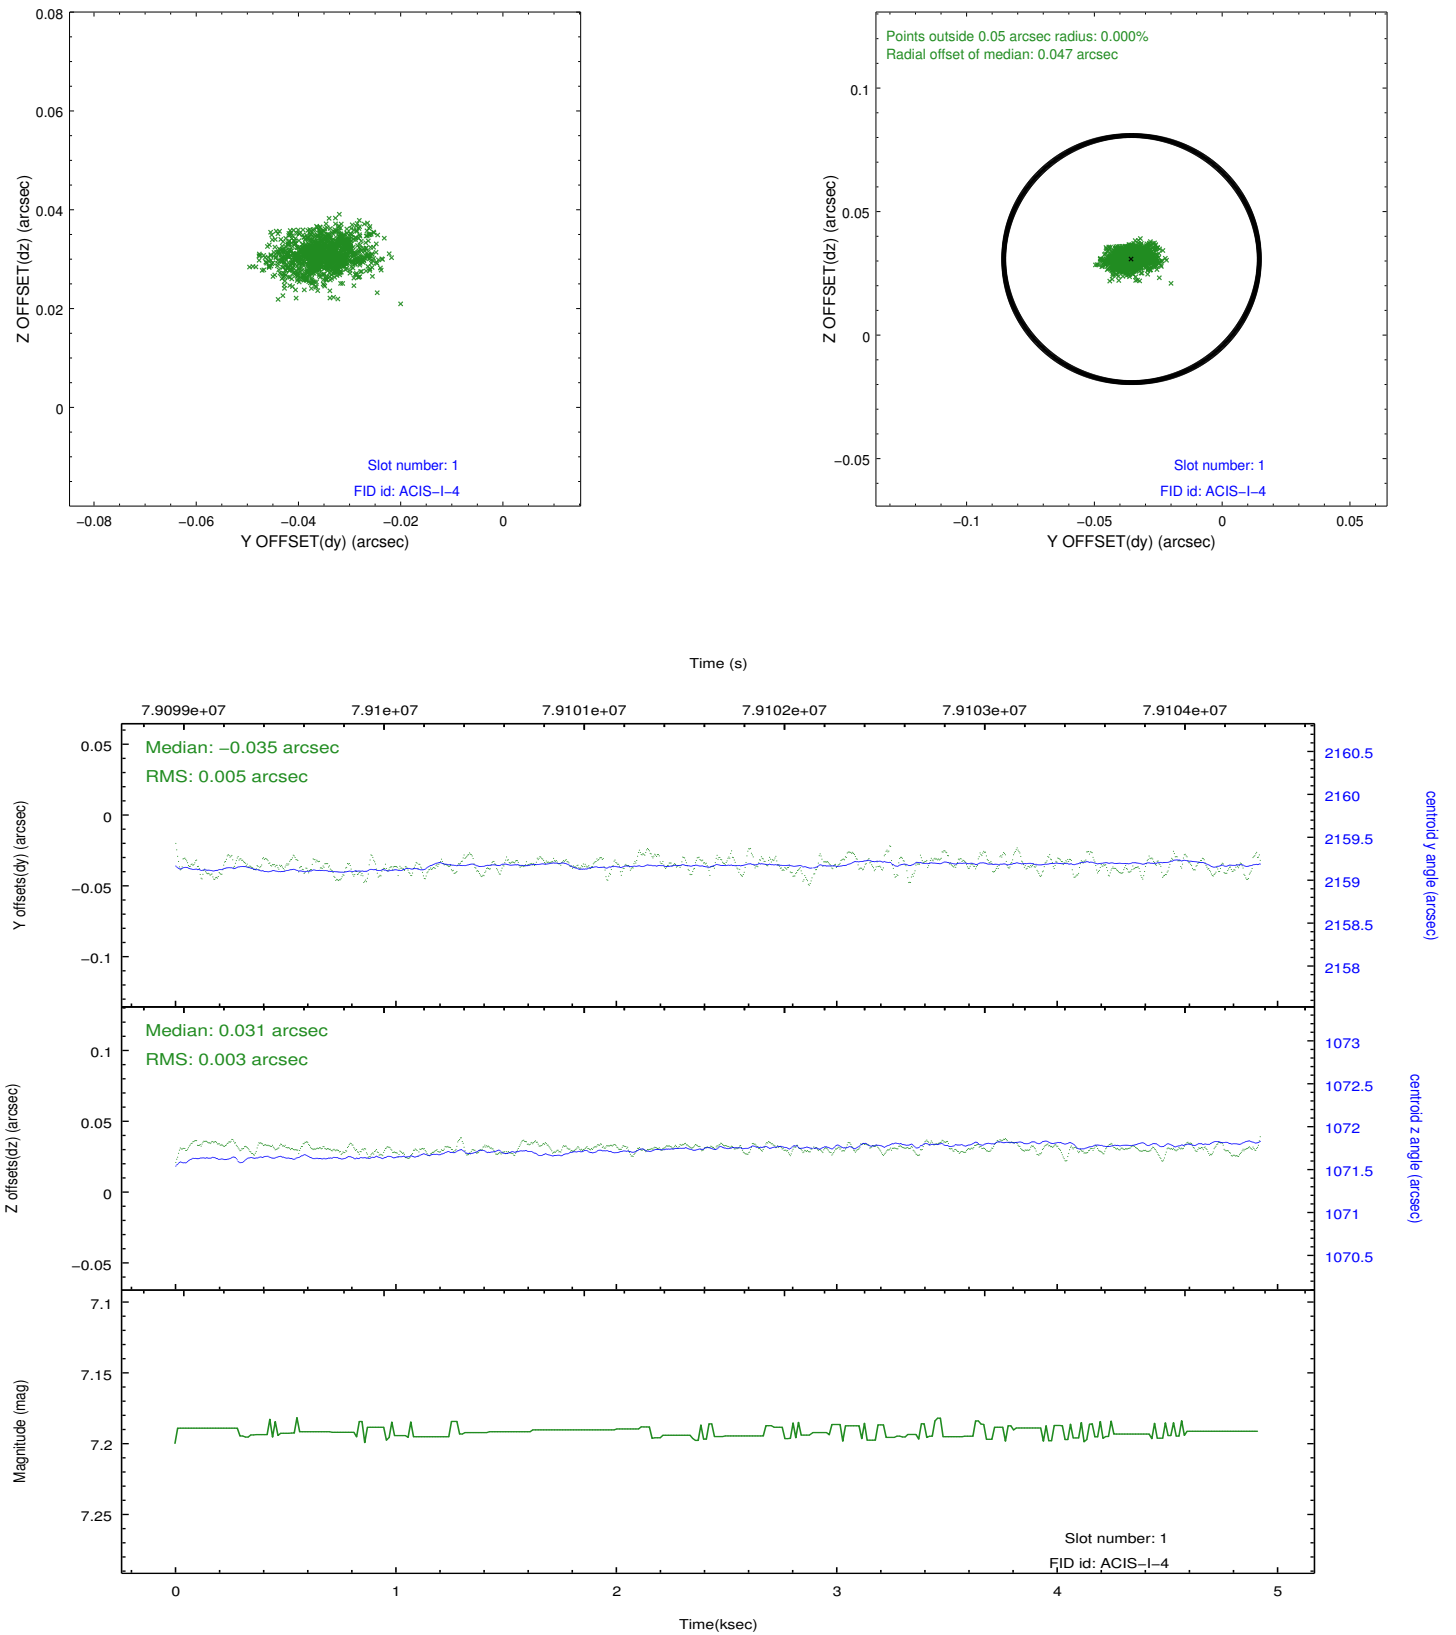 0.08
0.06
0.04
0.02
0
Z OFFSET(dz) (arcsec)
Slot number: 1
FID id: ACIS−I−4
−0.08 −0.06 −0.04 −0.02 0
Y OFFSET(dy) (arcsec)
Points outside 0.05 arcsec radius: 0.000%
Radial offset of median: 0.047 arcsec
0.1
0.05
0
−0.05
Z OFFSET(dz) (arcsec)
Slot number: 1
FID id: ACIS−I−4
−0.1 −0.05 0 0.05
Y OFFSET(dy) (arcsec)
Time (s)
7.9099e+07 7.91e+07 7.9101e+07 7.9102e+07 7.9103e+07 7.9104e+07
Median: −0.035 arcsec
RMS: 0.005 arcsec
0.05
0
−0.05
−0.1
Y offsets(dy) (arcsec)
2160.5
2160
2159.5
2159
2158.5
2158
centroid y angle (arcsec)
Median: 0.031 arcsec
RMS: 0.003 arcsec
0.1
0.05
0
−0.05
Z offsets(dz) (arcsec)
1073
1072.5
1072
1071.5
1071
1070.5
centroid z angle (arcsec)
7.1
7.15
7.2
7.25
Magnitude (mag)
Slot number: 1
FID id: ACIS−I−4
0 1 2 3 4 5
Time(ksec)